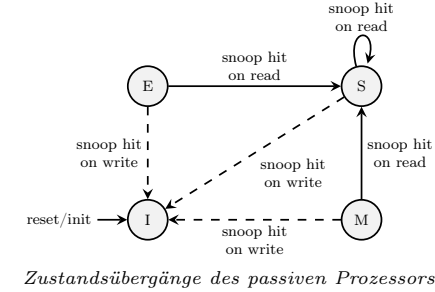 snoop hit
on read
snoop hit
on read
E
S
snoop hit
on write
snoop hit
on read
snoop hit
on write
reset/init
I
M
snoop hit
on write
Zustandsübergänge des passiven Prozessors